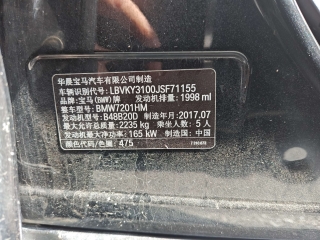 华晨宝马汽车有限公司制造
车辆识别代号: LBVKY3100JSF71155
品牌: 宝马(BMW)牌 发动机排量: 1998 ml
整车型号: BMW7201HM
发动机型号: B48B20D 制造年月: 2017.07
最大允许总质量: 2235 kg 乘坐人数: 5 人
发动机最大净功率: 165 kW 制造国: 中国
颜色代号/色圈: 475